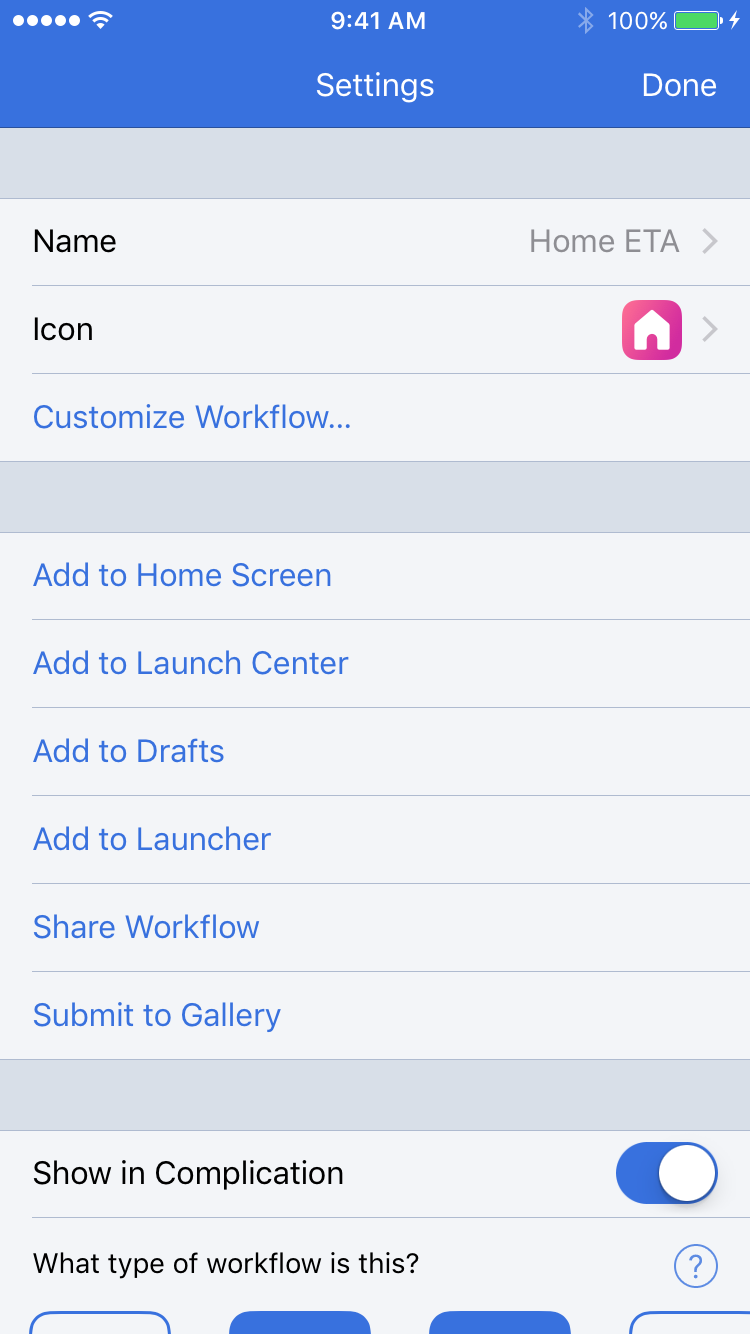 9:41 AM 100%
Settings Done
Name Home ETA
Icon
Customize Workflow...
Add to Home Screen
Add to Launch Center
Add to Drafts
Add to Launcher
Share Workflow
Submit to Gallery
Show in Complication
What type of workflow is this? ?